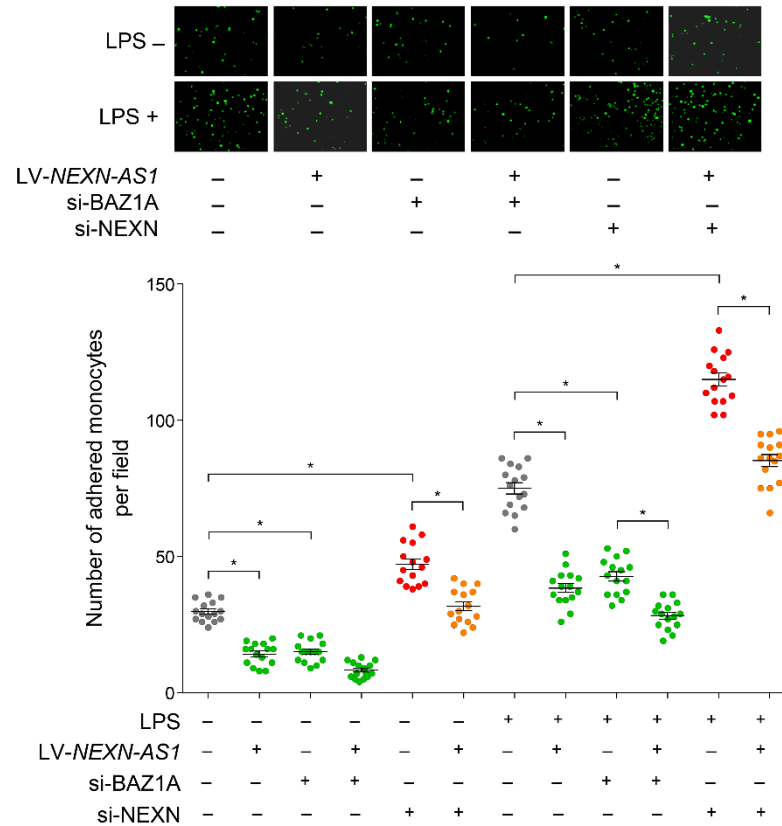 LPS –
LPS +
LV-NEXN-AS1 – + – + – +
si-BAZ1A – – + + – –
si-NEXN – – – – + +
Number of adhered monocytes
per field
150
100
50
0
* * * * * * * * * *
LPS – – – – – – + + + + + +
LV-NEXN-AS1 – + – + – + – + – + – +
si-BAZ1A – – + + – – – – + + – –
si-NEXN – – – – + + – – – – + +